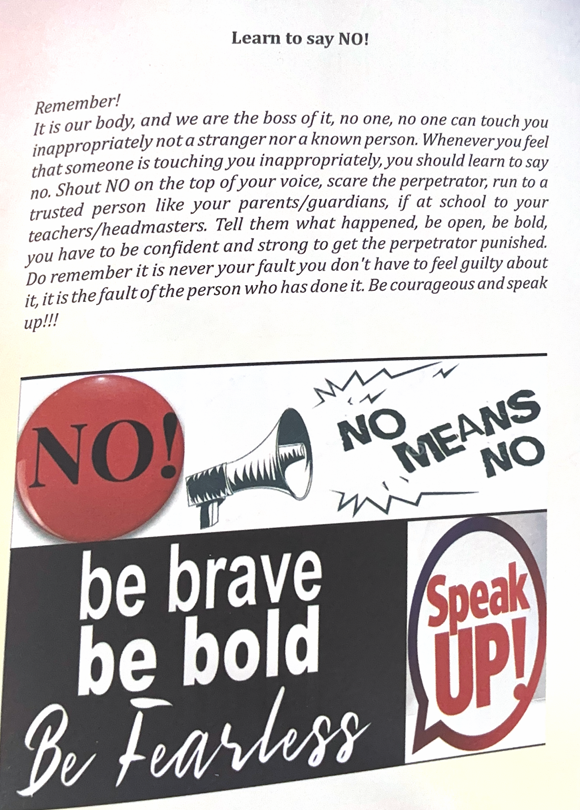 Learn to say NO!
Remember!
It is our body, and we are the boss of it, no one, no one can touch you
inappropriately not a stranger nor a known person. Whenever you feel
that someone is touching you inappropriately, you should learn to say
no. Shout NO on the top of your voice, scare the perpetrator, run to a
trusted person like your parents/guardians, if at school to your
teachers/headmasters. Tell them what happened, be open, be bold,
you have to be confident and strong to get the perpetrator punished.
Do remember it is never your fault you don't have to feel guilty about
it, it is the fault of the person who has done it. Be courageous and speak
up!!!
NO!
NO
MEANS
NO
be brave
be bold
Be Fearless
Speak
UP!